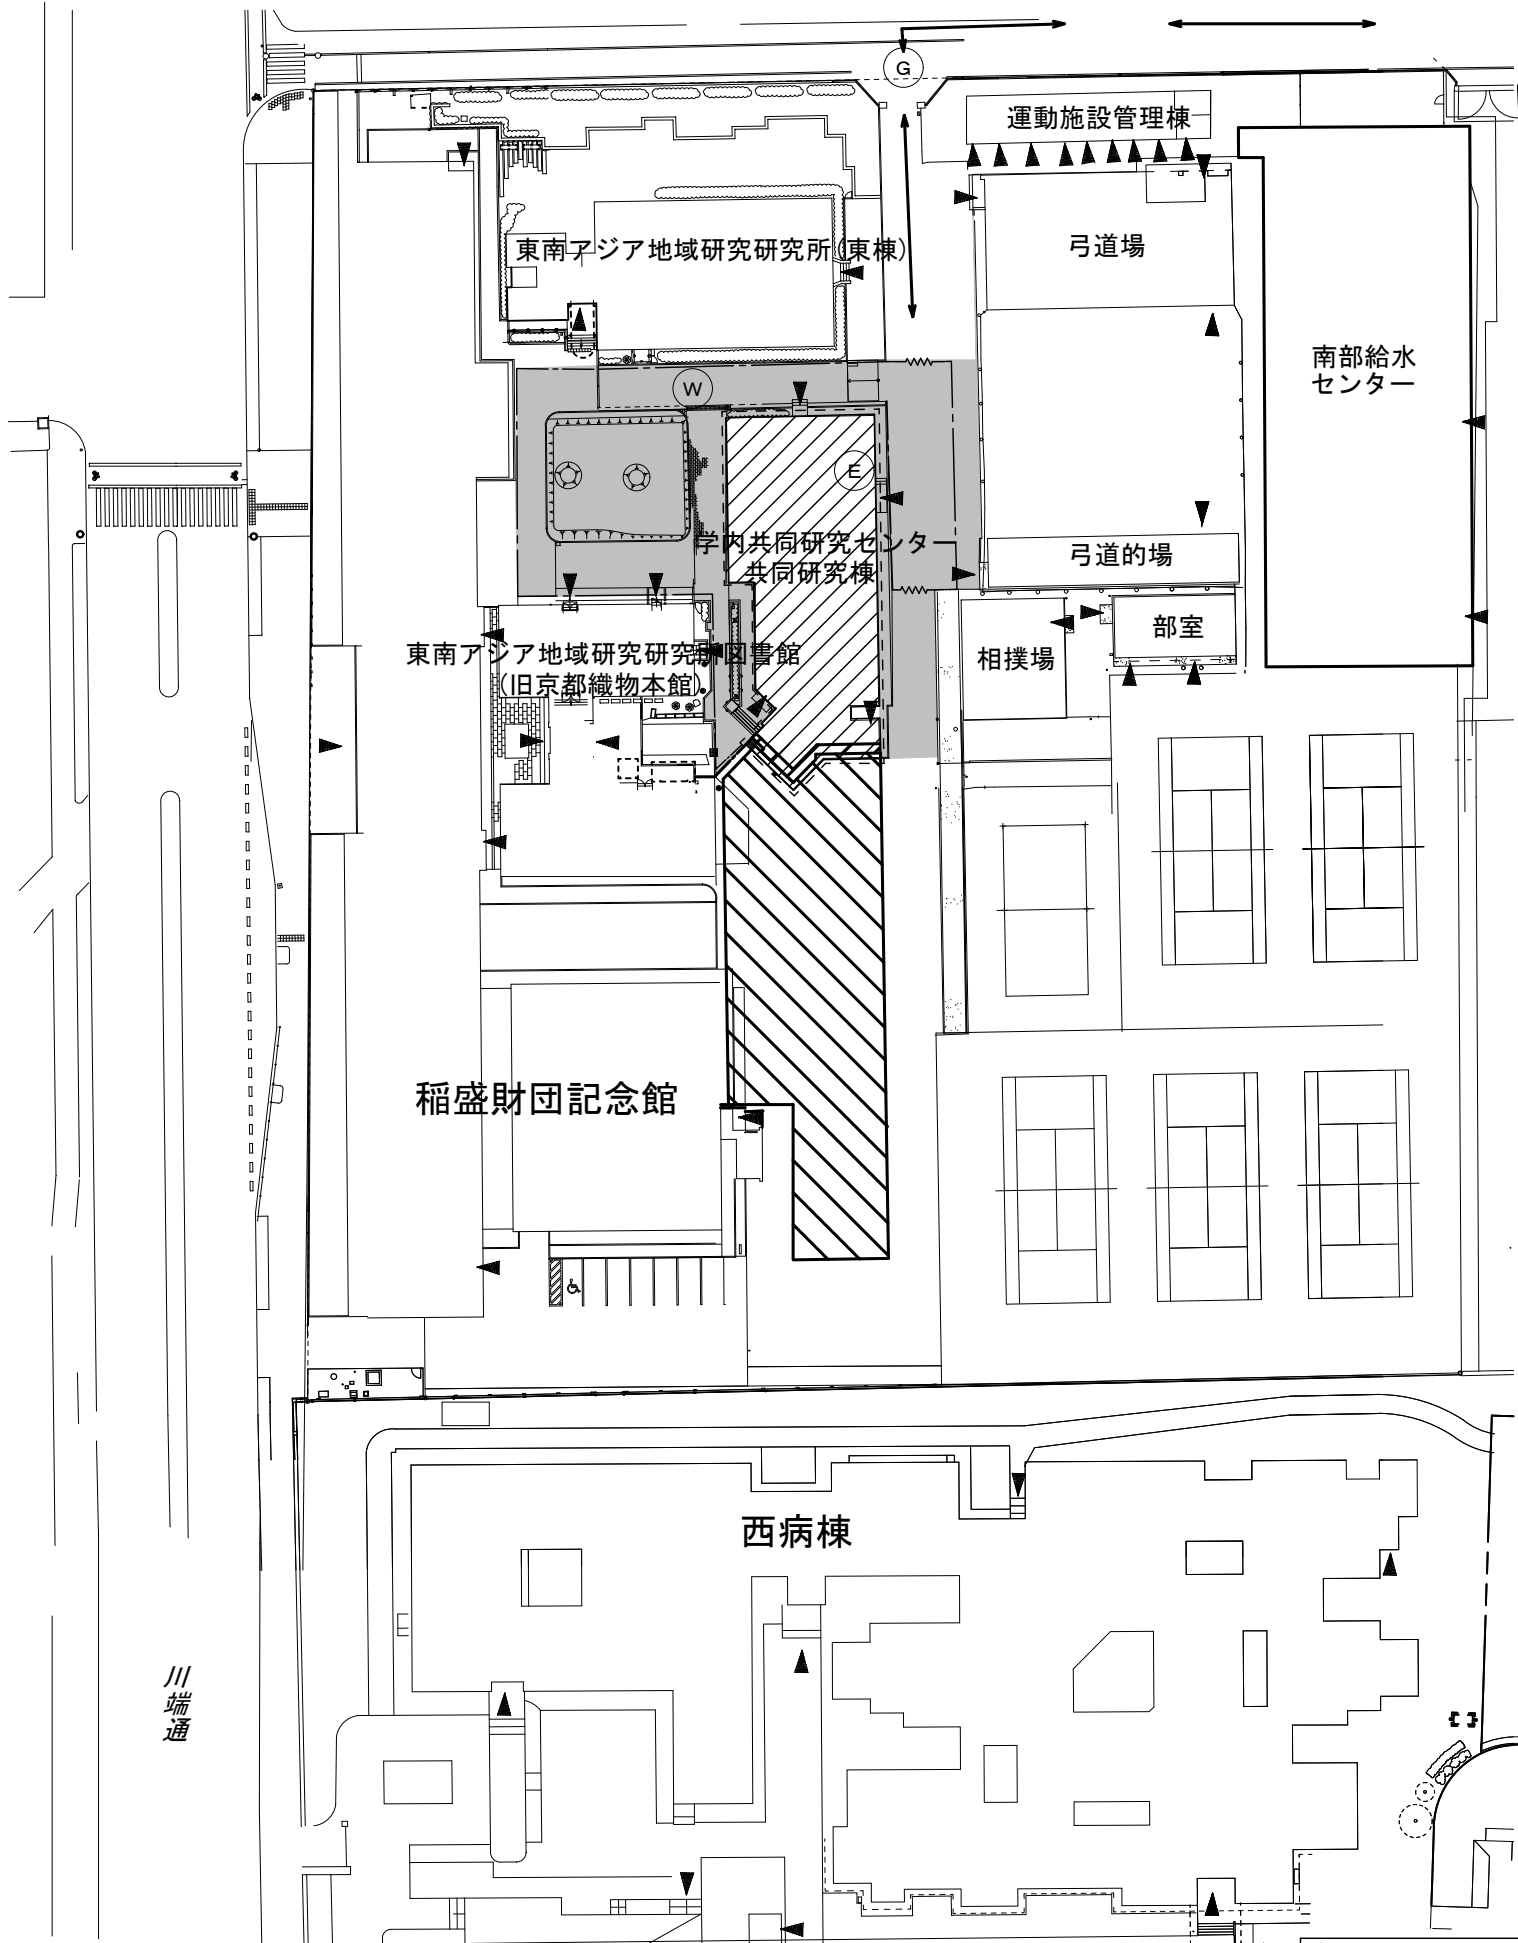 G
運動施設管理棟
東南アジア地域研究研究所(東棟)
弓道場
南部給水
センター
W
E
学内共同研究センター
共同研究棟
弓道的場
部室
相撲場
東南アジア地域研究研究所図書館
(旧京都織物本館)
稲盛財団記念館
西病棟
川端通